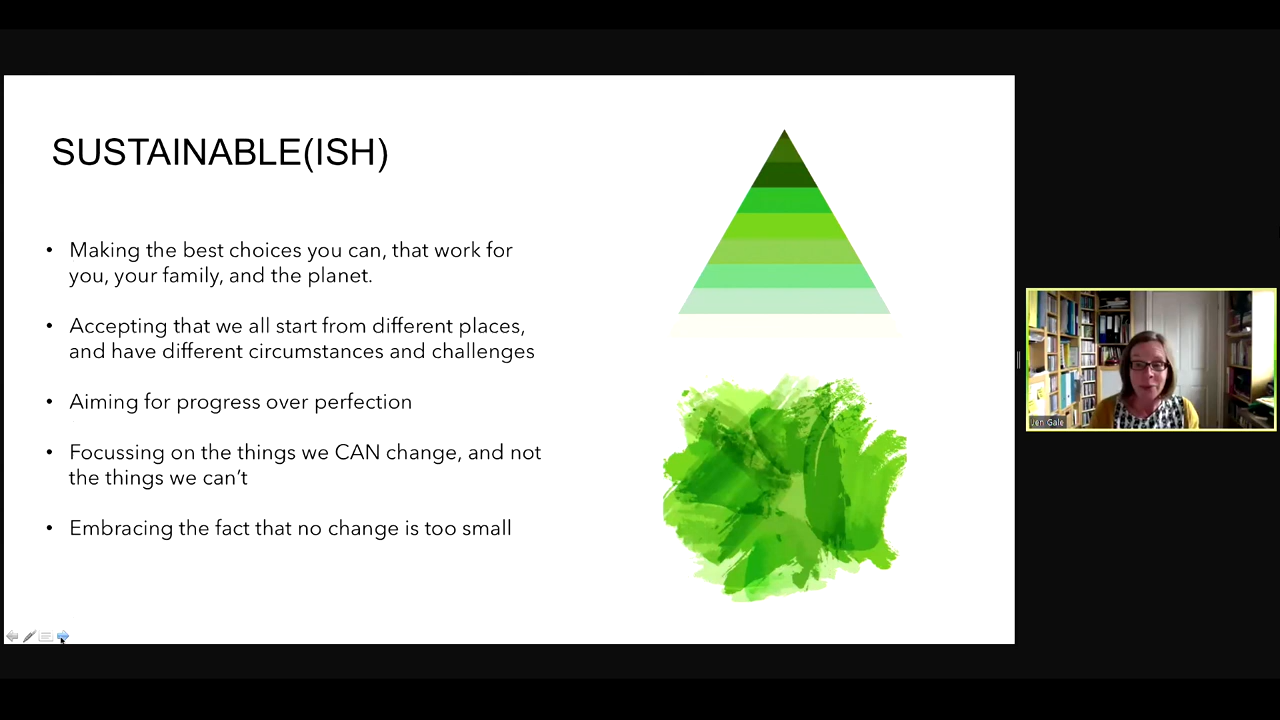 SUSTAINABLE(ISH)
• Making the best choices you can, that work for
you, your family, and the planet.
• Accepting that we all start from different places,
and have different circumstances and challenges
• Aiming for progress over perfection
• Focussing on the things we CAN change, and not
the things we can’t
• Embracing the fact that no change is too small
Jen Gale